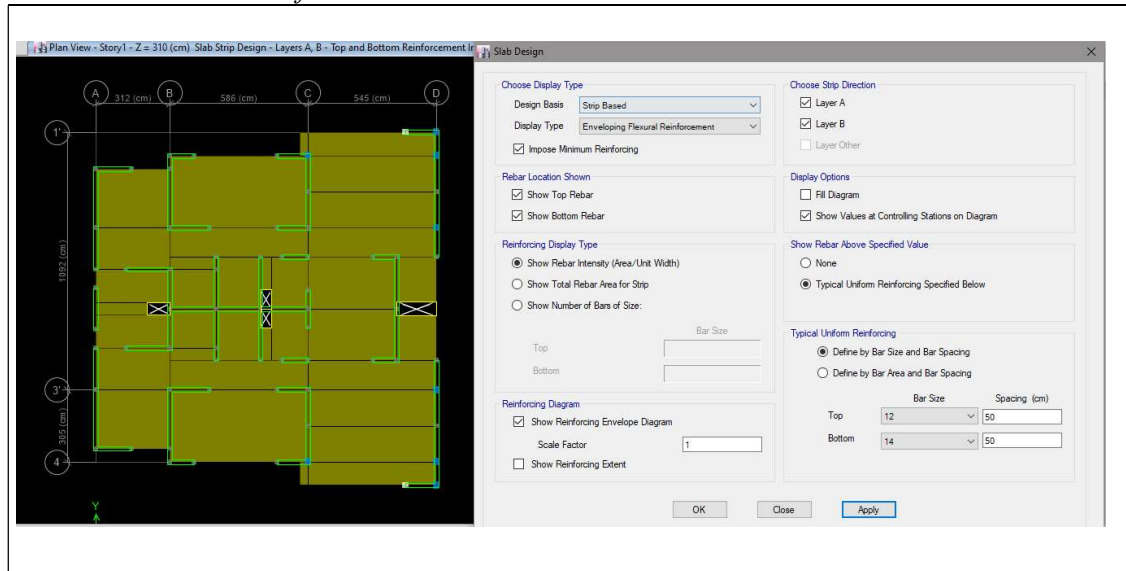 Plan View - Story1 - Z = 310 (cm) Slab Strip Design - Layers A, B - Top and Bottom Reinforcement Ir
A
B
C
D
312 (cm)
586 (cm)
545 (cm)
1'
1092 (cm)
3'
305 (cm)
4
Y
Slab Design
Choose Display Type
Design Basis
Strip Based
Display Type
Enveloping Flexural Reinforcement
Impose Minimum Reinforcing
Rebar Location Shown
Show Top Rebar
Show Bottom Rebar
Reinforcing Display Type
Show Rebar Intensity (Area/Unit Width)
Show Total Rebar Area for Strip
Show Number of Bars of Size:
Bar Size
Top
Bottom
Reinforcing Diagram
Show Reinforcing Envelope Diagram
Scale Factor
1
Show Reinforcing Extent
Choose Strip Direction
Layer A
Layer B
Layer Other
Display Options
Fill Diagram
Show Values at Controlling Stations on Diagram
Show Rebar Above Specified Value
None
Typical Uniform Reinforcing Specified Below
Typical Uniform Reinforcing
Define by Bar Size and Bar Spacing
Define by Bar Area and Bar Spacing
Bar Size
Spacing (cm)
Top
12
50
Bottom
14
50
OK
Close
Apply